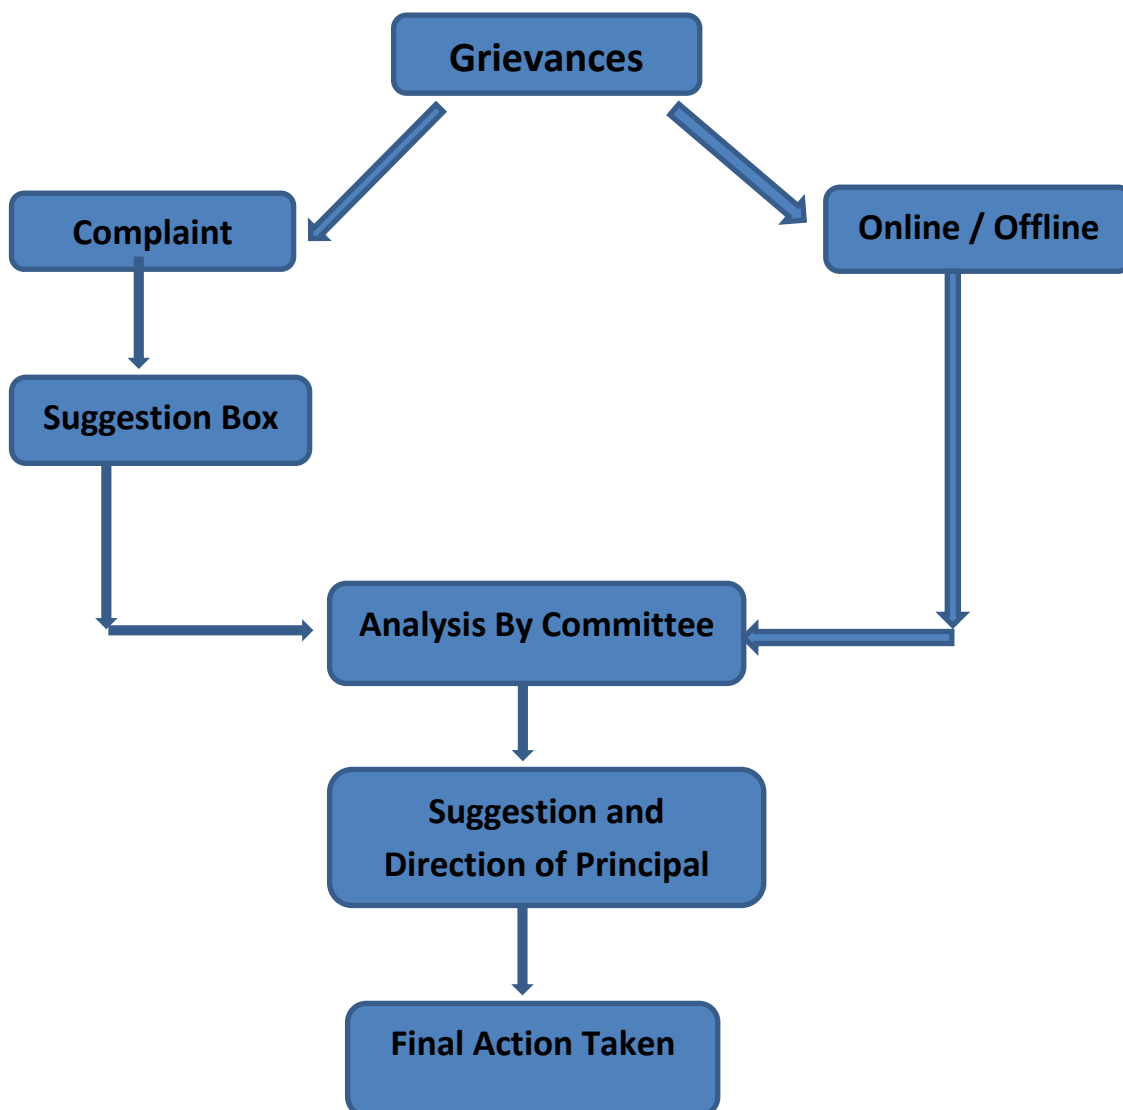 Grievances
Complaint
Online / Offline
Suggestion Box
Analysis By Committee
Suggestion and
Direction of Principal
Final Action Taken